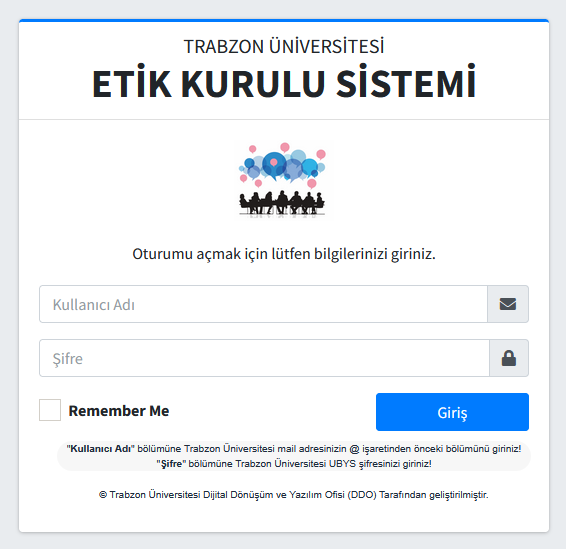 TRABZON ÜNİVERSİTESİ
ETİK KURULU SİSTEMİ
Oturumu açmak için lütfen bilgilerinizi giriniz.
Kullanıcı Adı
Şifre
Remember Me
Giriş
"Kullanıcı Adı" bölümüne Trabzon Üniversitesi mail adresinizin @ işaretinden önceki bölümünü giriniz!
"Şifre" bölümüne Trabzon Üniversitesi UBYS şifresinizi giriniz!
© Trabzon Üniversitesi Dijital Dönüşüm ve Yazılım Ofisi (DDO) Tarafından geliştirilmiştir.